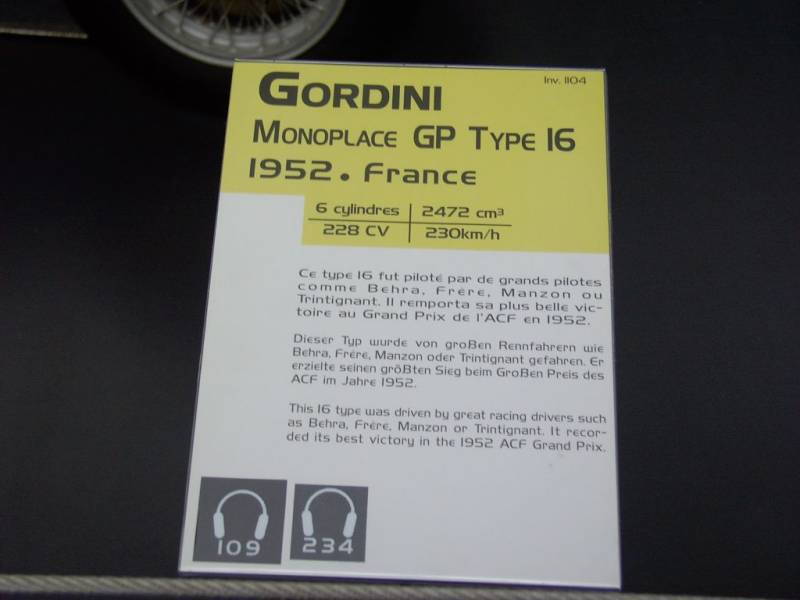 Inv. 1104
GORDINI
MONOPLACE GP TYPE 16
1952. France
6 cylindres 2472 cm³
228 CV 230km/h
Ce type 16 fut piloté par de grands pilotes
comme Behra, Frére, Manzon ou
Trintignant. Il remporta sa plus belle vic-
toire au Grand Prix de l'ACF en 1952.
Dieser Typ wurde von großen Rennfahrern wie
Behra, Frére, Manzon oder Trintignant gefahren. Er
erzielte seinen größten Sieg beim Großen Preis des
ACF im Jahre 1952.
This 16 type was driven by great racing drivers such
as Behra, Frére, Manzon or Trintignant. It recor-
ded its best victory in the 1952 ACF Grand Prix.
109 234